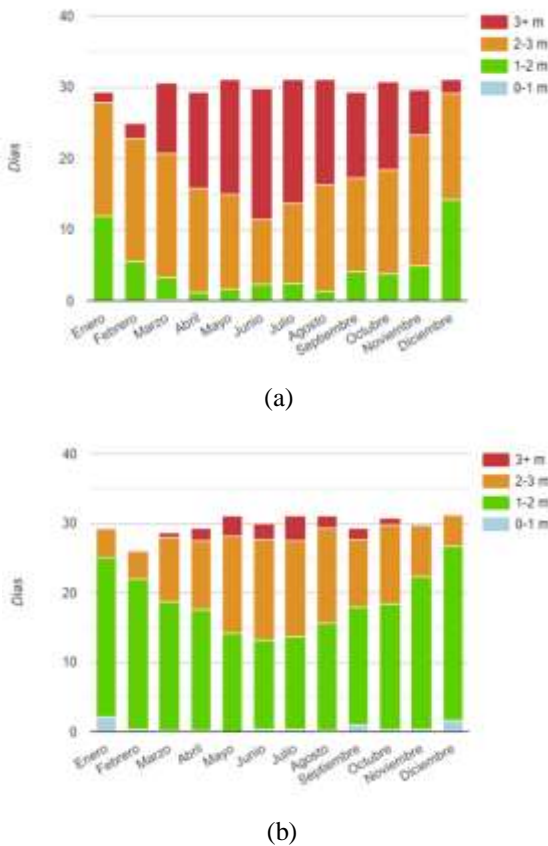 40
3+ m
2-3 m
30
1-2 m
0-1 m
Días
20
10
0
Enero
Febrero
Marzo
Abril
Mayo
Junio
Julio
Agosto
Septiembre
Octubre
Noviembre
Diciembre
(a)
40
3+ m
2-3 m
1-2 m
30
0-1 m
Días
20
10
0
Enero
Febrero
Marzo
Abril
Mayo
Junio
Julio
Agosto
Septiembre
Octubre
Noviembre
Diciembre
(b)